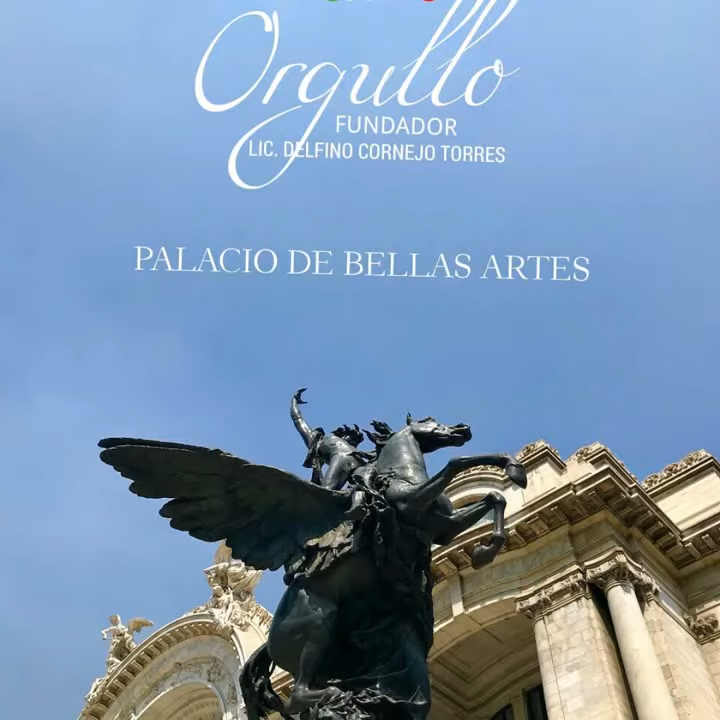 Orgullo
FUNDADOR
LIC. DELFINO CORNEJO TORRES
PALACIO DE BELLAS ARTES